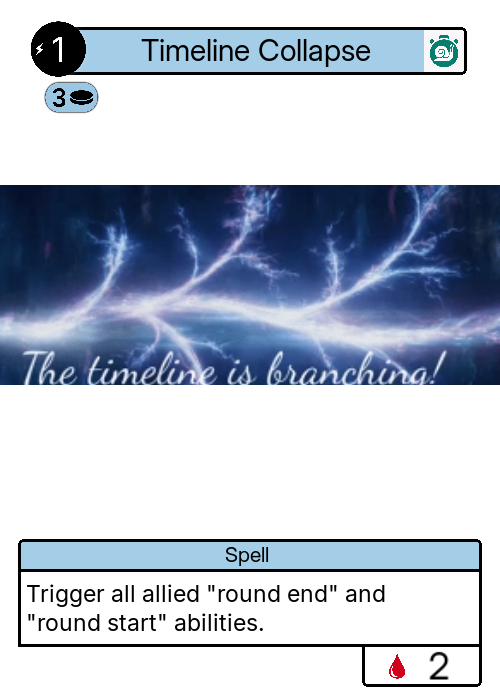 1
Timeline Collapse
3
The timeline is branching!
Spell
Trigger all allied "round end" and
"round start" abilities.
2